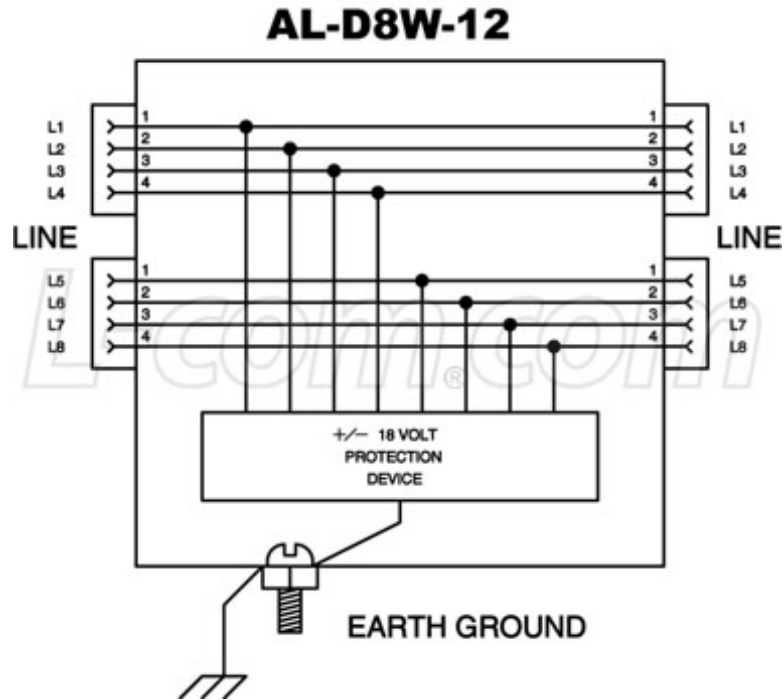 AL-D8W-12
1 1
L1 L1
2 2
L2 L2
3 3
L3 L3
4 4
L4 L4
LINE LINE
1 1
L5 L5
2 2
L6 L6
3 3
L7 L7
4 4
L8 L8
L-com.com
®
+/- 18 VOLT
PROTECTION
DEVICE
EARTH GROUND